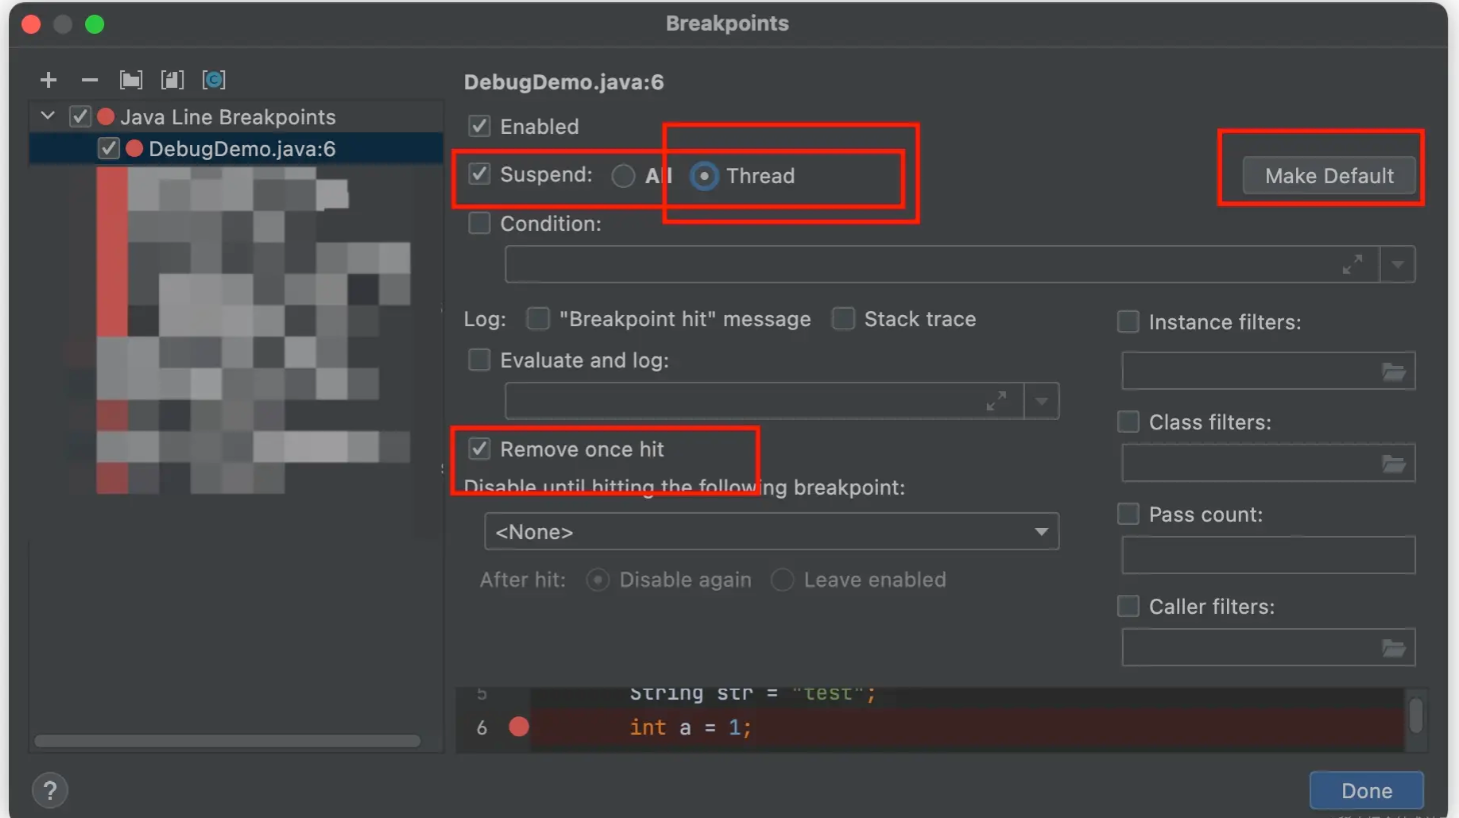 Breakpoints
Java Line Breakpoints
DebugDemo.java:6
DebugDemo.java:6
Enabled
Suspend: All Thread
Make Default
Condition:
Log: "Breakpoint hit" message Stack trace
Instance filters:
Evaluate and log:
Class filters:
Remove once hit
Disable until hitting the following breakpoint:
<None>
Pass count:
After hit: Disable again Leave enabled
Caller filters:
5 String str = "test";
6 int a = 1;
? Done